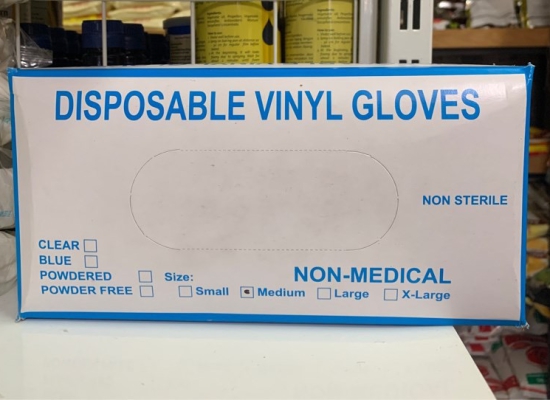 DISPOSABLE VINYL GLOVES
NON STERILE
CLEAR
BLUE
POWDERED
POWDER FREE
Size:
Small
Medium
Large
X-Large
NON-MEDICAL